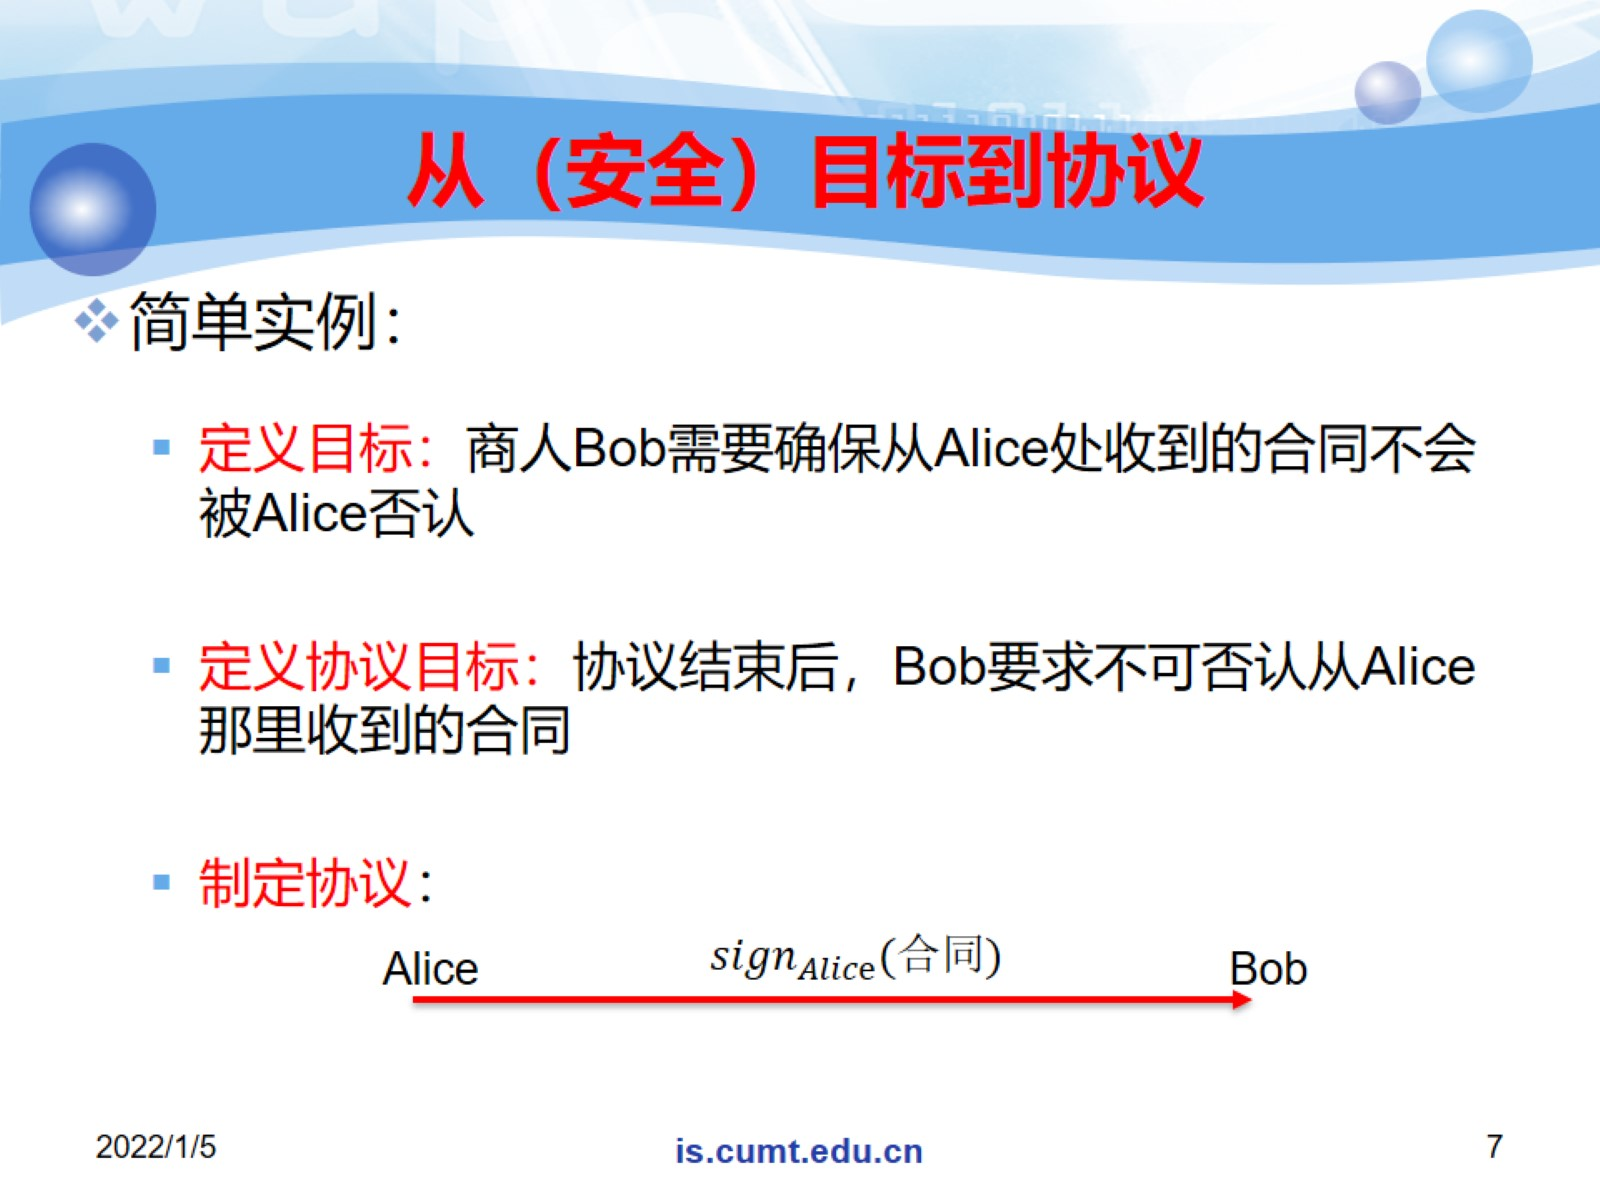 从（安全）目标到协议
简单实例：
定义目标：商人Bob需要确保从Alice处收到的合同不会
被Alice否认
定义协议目标：协议结束后，Bob要求不可否认从Alice
那里收到的合同
制定协议：
Alice sign_Alice(合同) Bob
2022/1/5 is.cumt.edu.cn 7